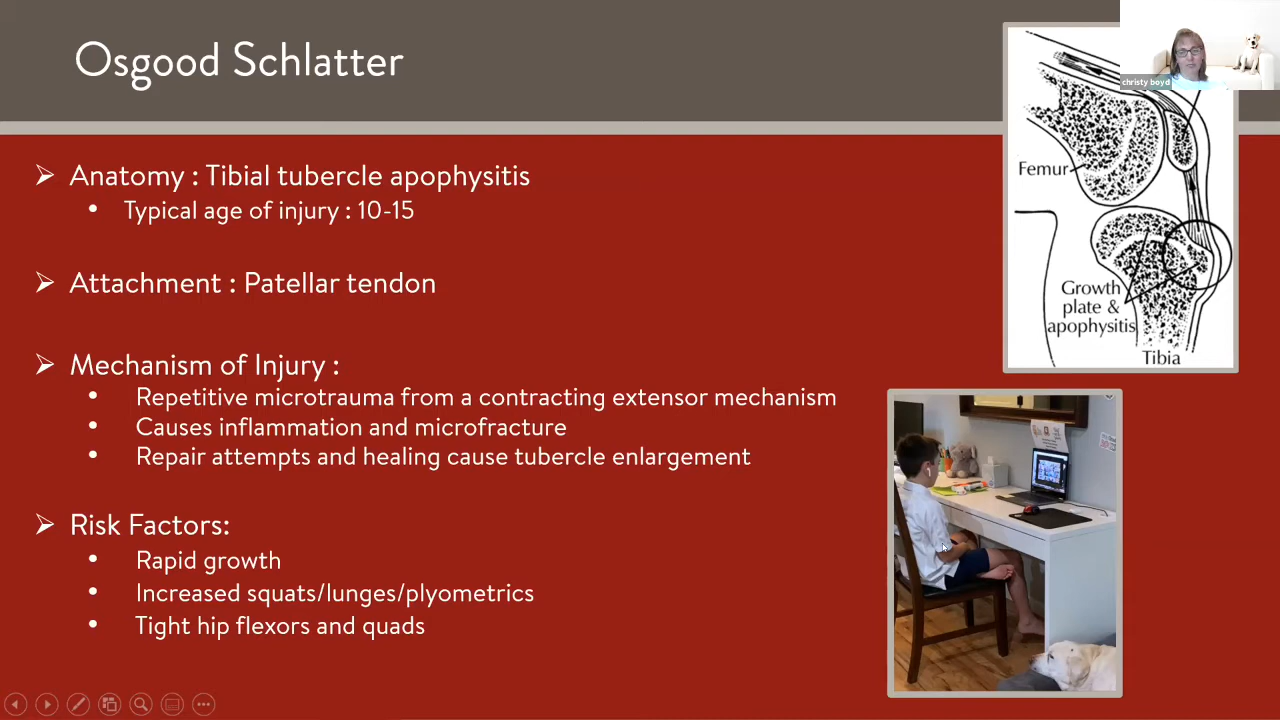 Osgood Schlatter
christy boyd
Anatomy : Tibial tubercle apophysitis
Typical age of injury : 10-15
Attachment : Patellar tendon
Mechanism of Injury :
Repetitive microtrauma from a contracting extensor mechanism
Causes inflammation and microfracture
Repair attempts and healing cause tubercle enlargement
Risk Factors:
Rapid growth
Increased squats/lunges/plyometrics
Tight hip flexors and quads
Femur
Growth
plate &
apophysitis
Tibia